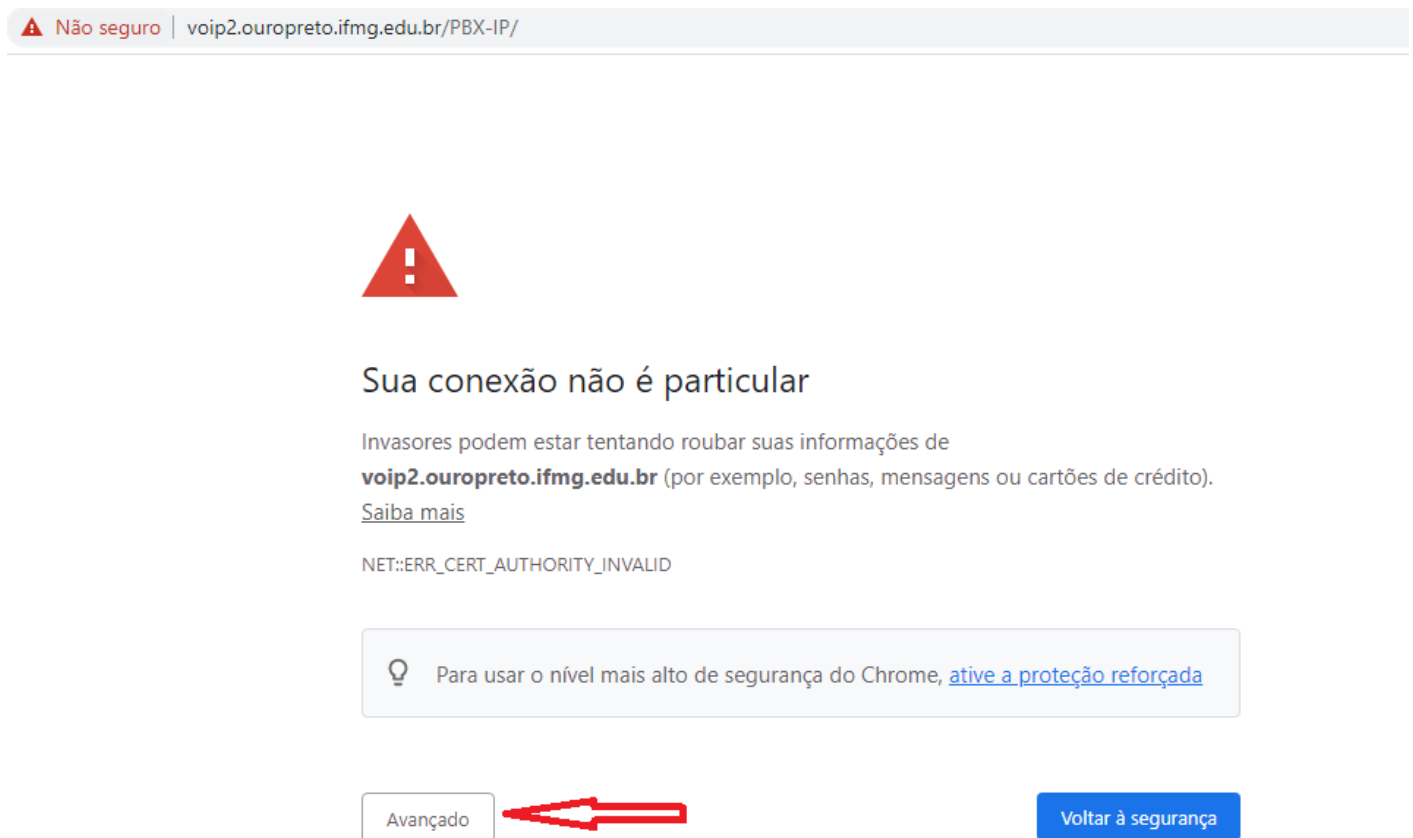 Não seguro | voip2.ouropreto.ifmg.edu.br/PBX-IP/
Sua conexão não é particular
Invasores podem estar tentando roubar suas informações de
voip2.ouropreto.ifmg.edu.br (por exemplo, senhas, mensagens ou cartões de crédito).
Saiba mais
NET::ERR_CERT_AUTHORITY_INVALID
Para usar o nível mais alto de segurança do Chrome, ative a proteção reforçada
Avançado
Voltar à segurança